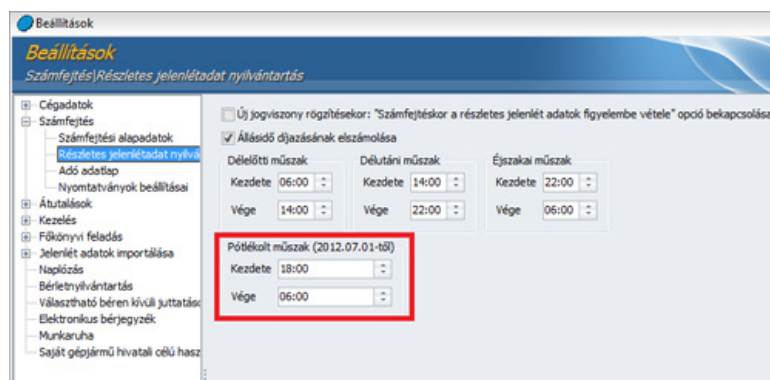 Beállítások
Beállítások
Számfejtés|Részletes jelenlétadat nyilvántartás
Cégadatok
Számfejtés
Számfejtési alapadatok
Részletes jelenlétadat nyilvá
Adó adatlap
Nyomtatványok beállításai
Átutalások
Kezelés
Főkönyvi feladás
Jelenlét adatok importálása
Naplózás
Bérletnyilvántartás
Választható béren kívüli juttatáso
Elektronikus bérjegyzék
Munkaruha
Saját gépjármű hivatali célú hasz
Új jogviszony rögzítésekor: "Számfejtéskor a részletes jelenlét adatok figyelembe vétele" opció bekapcsolása
Állásidő díjazásának elszámolása
Délelőtti műszak
Kezdete 06:00
Vége 14:00
Délutáni műszak
Kezdete 14:00
Vége 22:00
Éjszakai műszak
Kezdete 22:00
Vége 06:00
Pótlékolt műszak (2012.07.01-től)
Kezdete 18:00
Vége 06:00